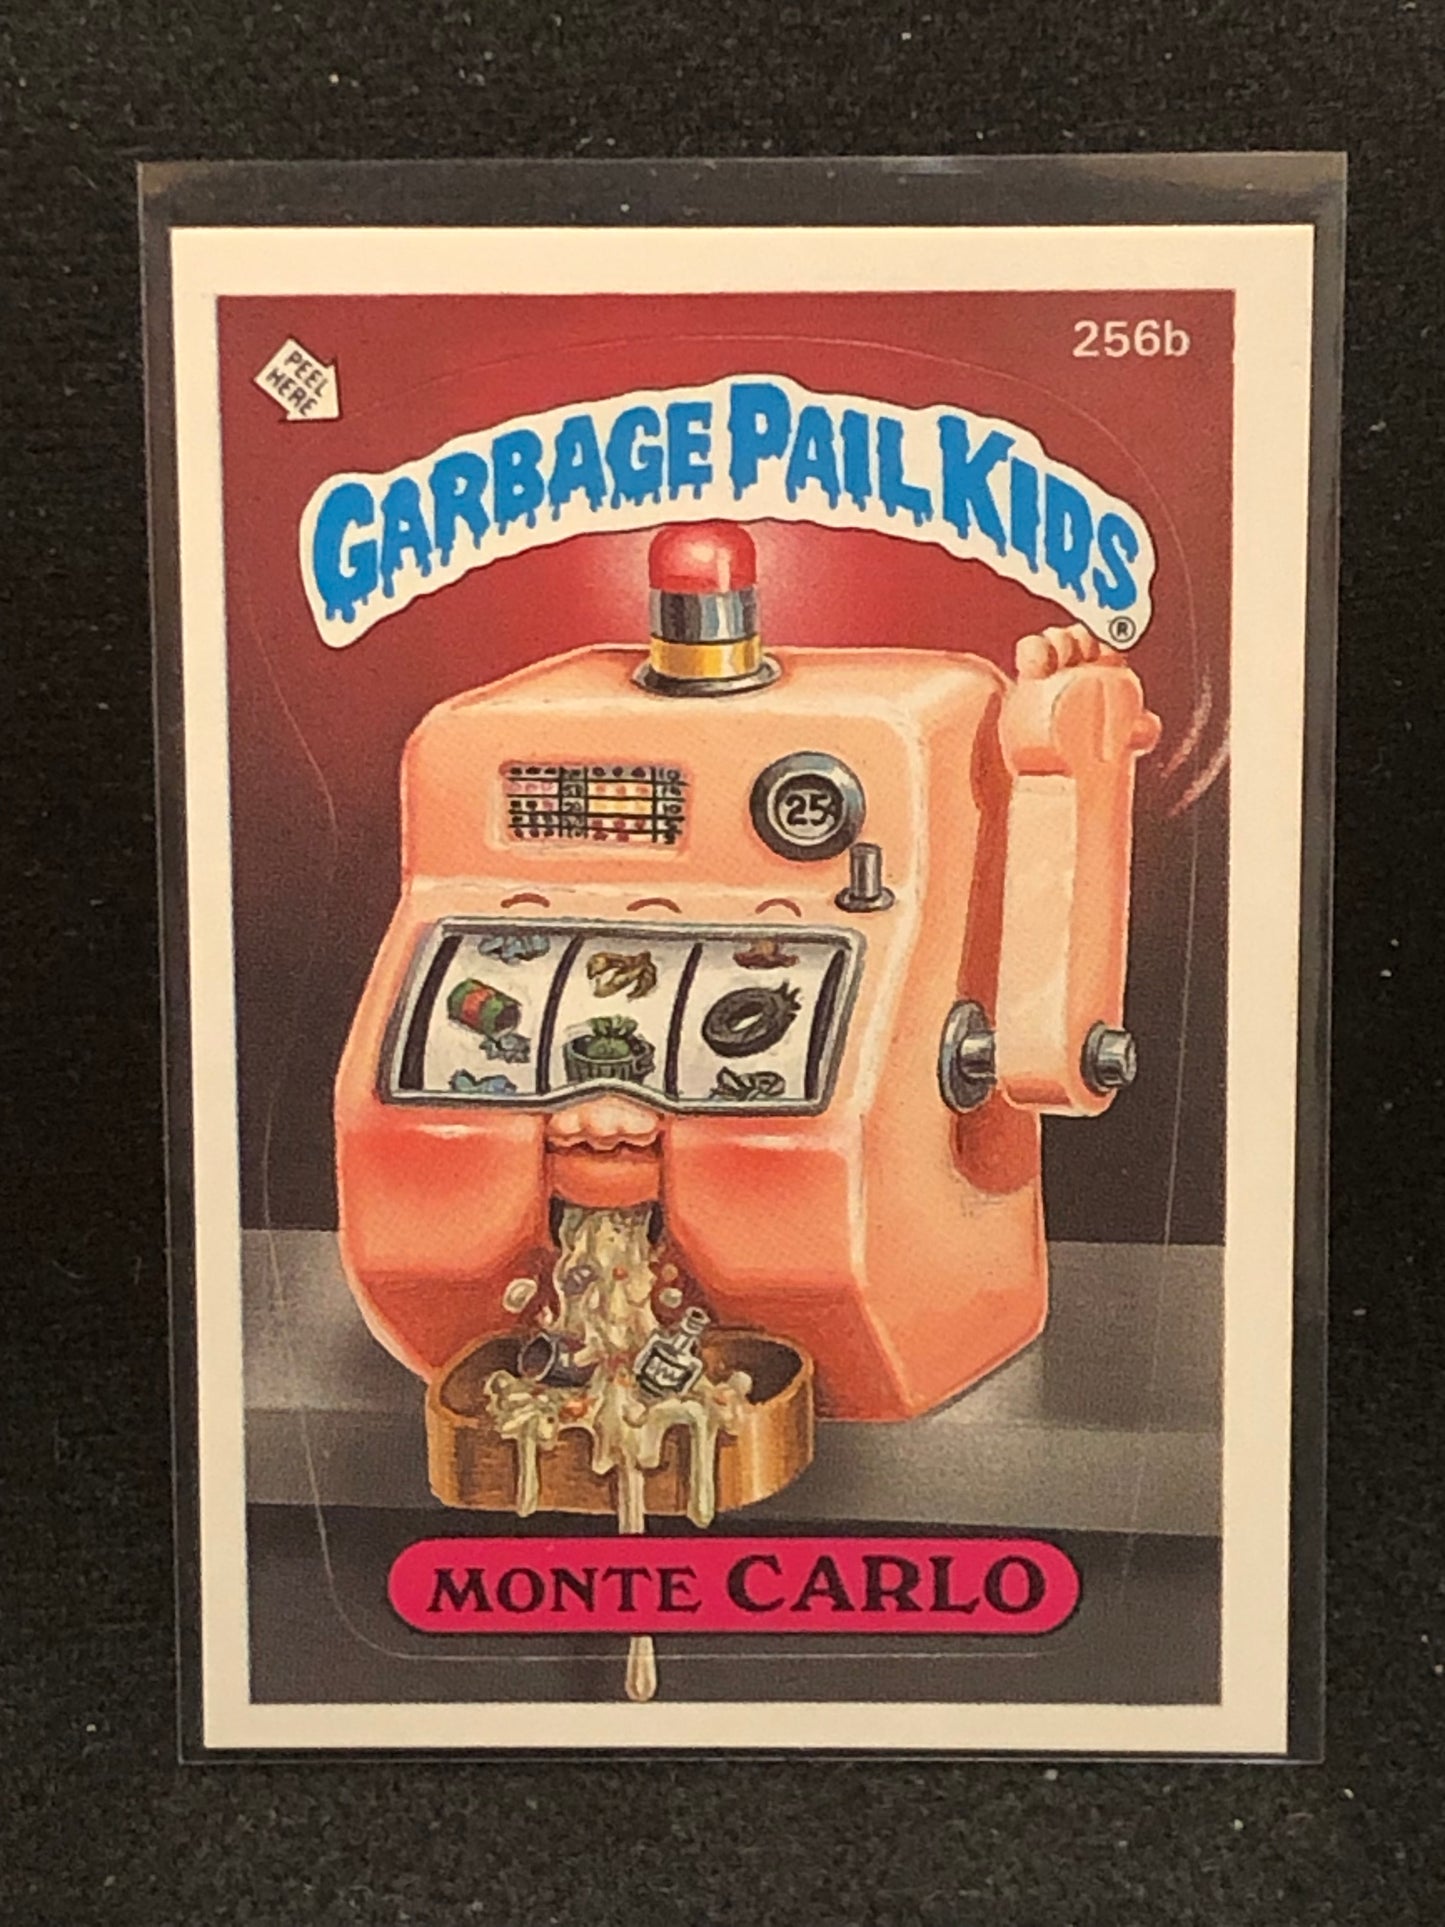 256b
PEEL
HERE
GARBAGE PAIL KIDS
®
25¢
MONTE CARLO